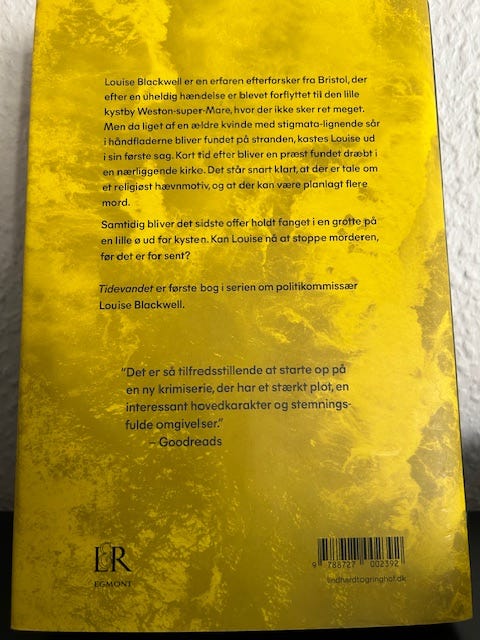 Louise Blackwell er en erfaren efterforsker fra Bristol, der
efter en uheldig hændelse er blevet forflyttet til den lille
kystby Weston-super-Mare, hvor der ikke sker ret meget.
Men da liget af en ældre kvinde med stigmata-lignende sår
i håndfladerne bliver fundet på stranden, kastes Louise ud
i sin første sag. Kort tid efter bliver en præst fundet dræbt i
en nærliggende kirke. Det står snart klart, at der er tale om
et religiøst hævnmotiv, og at der kan være planlagt flere
mord.
Samtidig bliver det sidste offer holdt fanget i en grotte på
en lille ø ud for kysten. Kan Louise nå at stoppe morderen,
før det er for sent?
Tidevandet er første bog i serien om politikommissær
Louise Blackwell.
"Det er så tilfredsstillende at starte op på
en ny krimiserie, der har et stærkt plot, en
interessant hovedkarakter og stemnings-
fulde omgivelser."
– Goodreads
L&R
EGMONT
9 788727 002392
lindhardtogringhof.dk